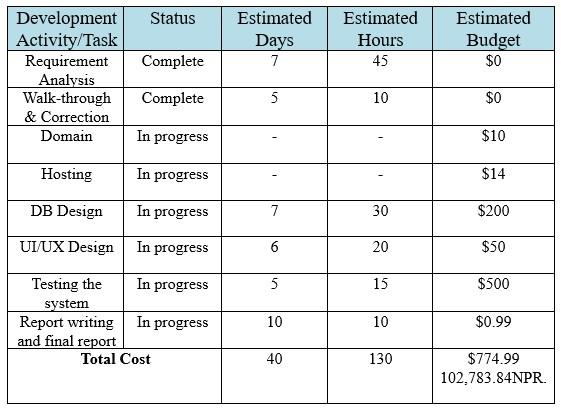 Development Activity/Task Status Estimated Days Estimated Hours Estimated Budget
Requirement Analysis Complete 7 45 $0
Walk-through & Correction Complete 5 10 $0
Domain In progress - - $10
Hosting In progress - - $14
DB Design In progress 7 30 $200
UI/UX Design In progress 6 20 $50
Testing the system In progress 5 15 $500
Report writing and final report In progress 10 10 $0.99
Total Cost 40 130 $774.99
102,783.84NPR.